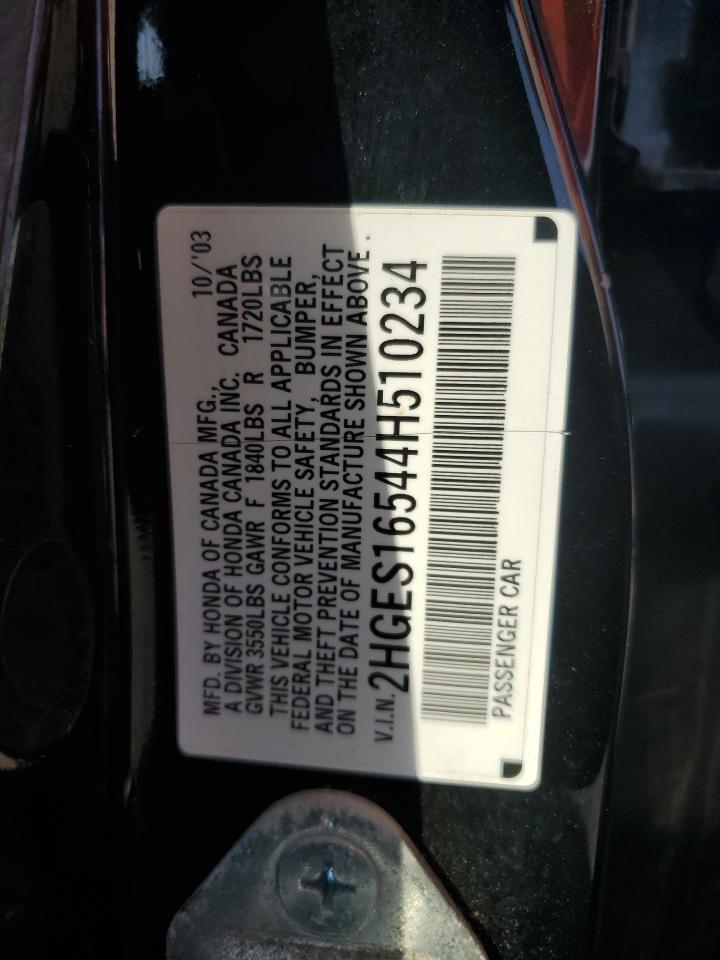 MFD. BY HONDA OF CANADA MFG., 10/'03
A DIVISION OF HONDA CANADA INC. CANADA
GVWR 3550LBS GAWR F 1840LBS R 1720LBS
THIS VEHICLE CONFORMS TO ALL APPLICABLE
FEDERAL MOTOR VEHICLE SAFETY, BUMPER,
AND THEFT PREVENTION STANDARDS IN EFFECT
ON THE DATE OF MANUFACTURE SHOWN ABOVE.
V.I.N. 2HGES16544H510234
PASSENGER CAR